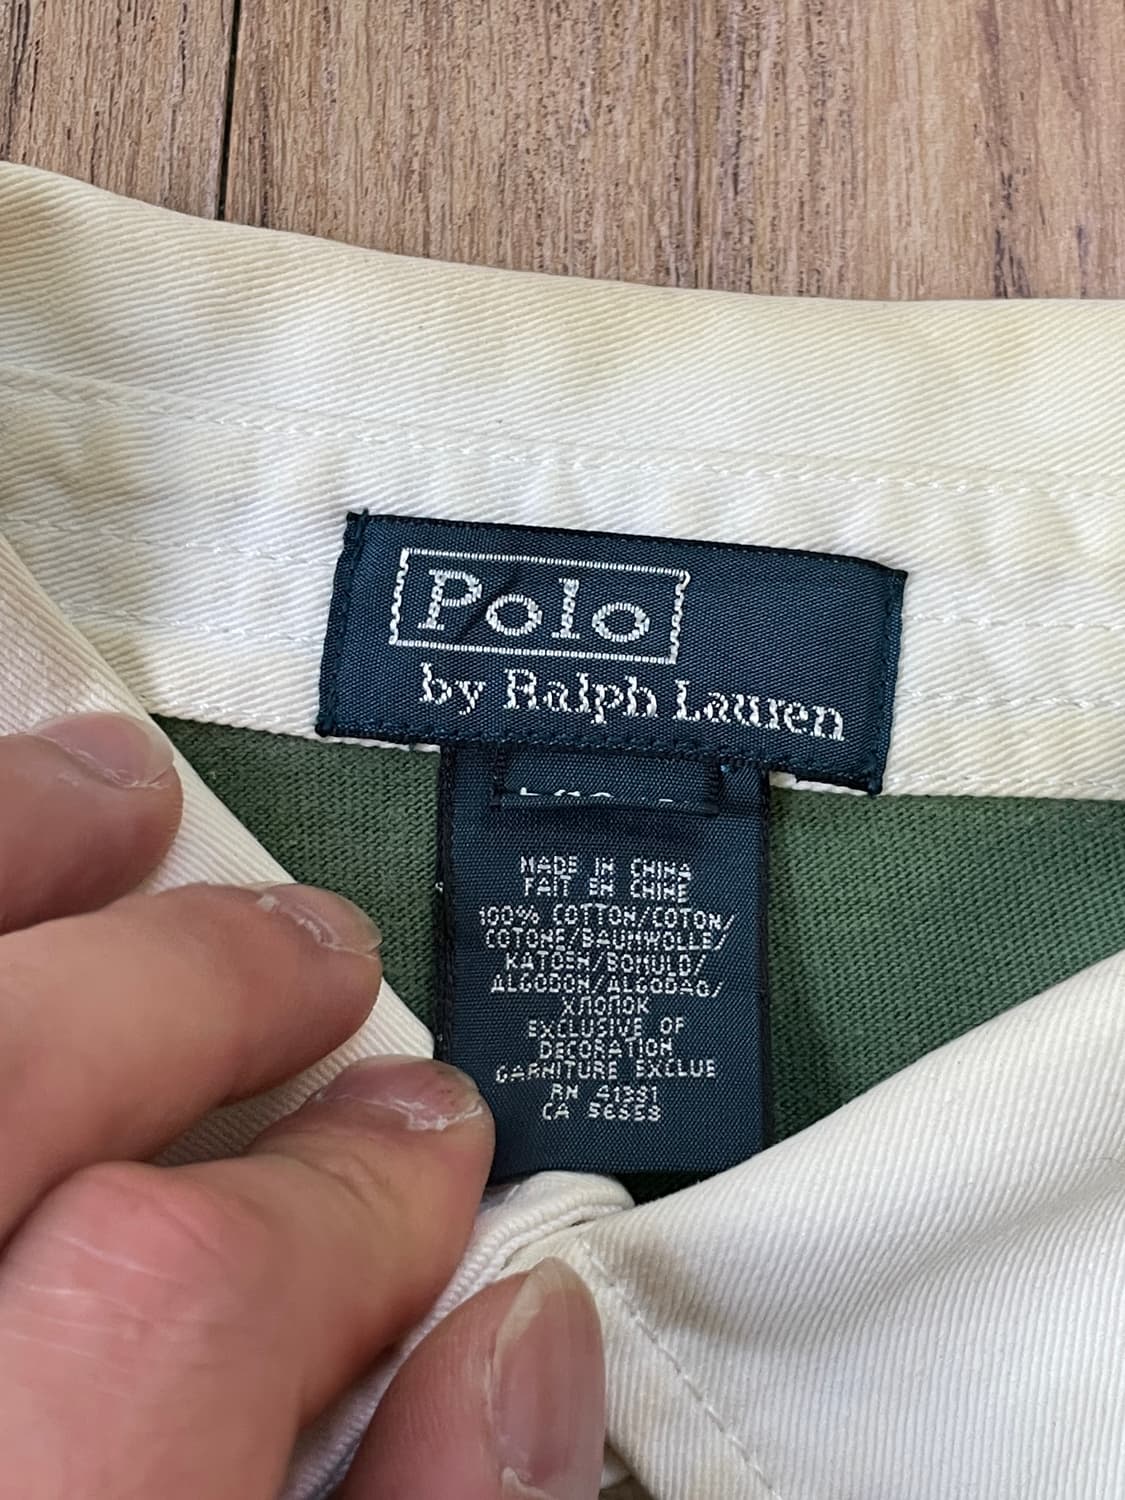 Polo
by Ralph Lauren
MADE IN CHINA
FAIT EN CHINE
100% COTTON/COTON/
COTONE/BAUMWOLLE/
KATOEN/BOMULD/
ALGODON/ALGODAO/
ХЛОПОК
EXCLUSIVE OF
DECORATION
GARNITURE EXCLUE
RN 41381
CA 56358